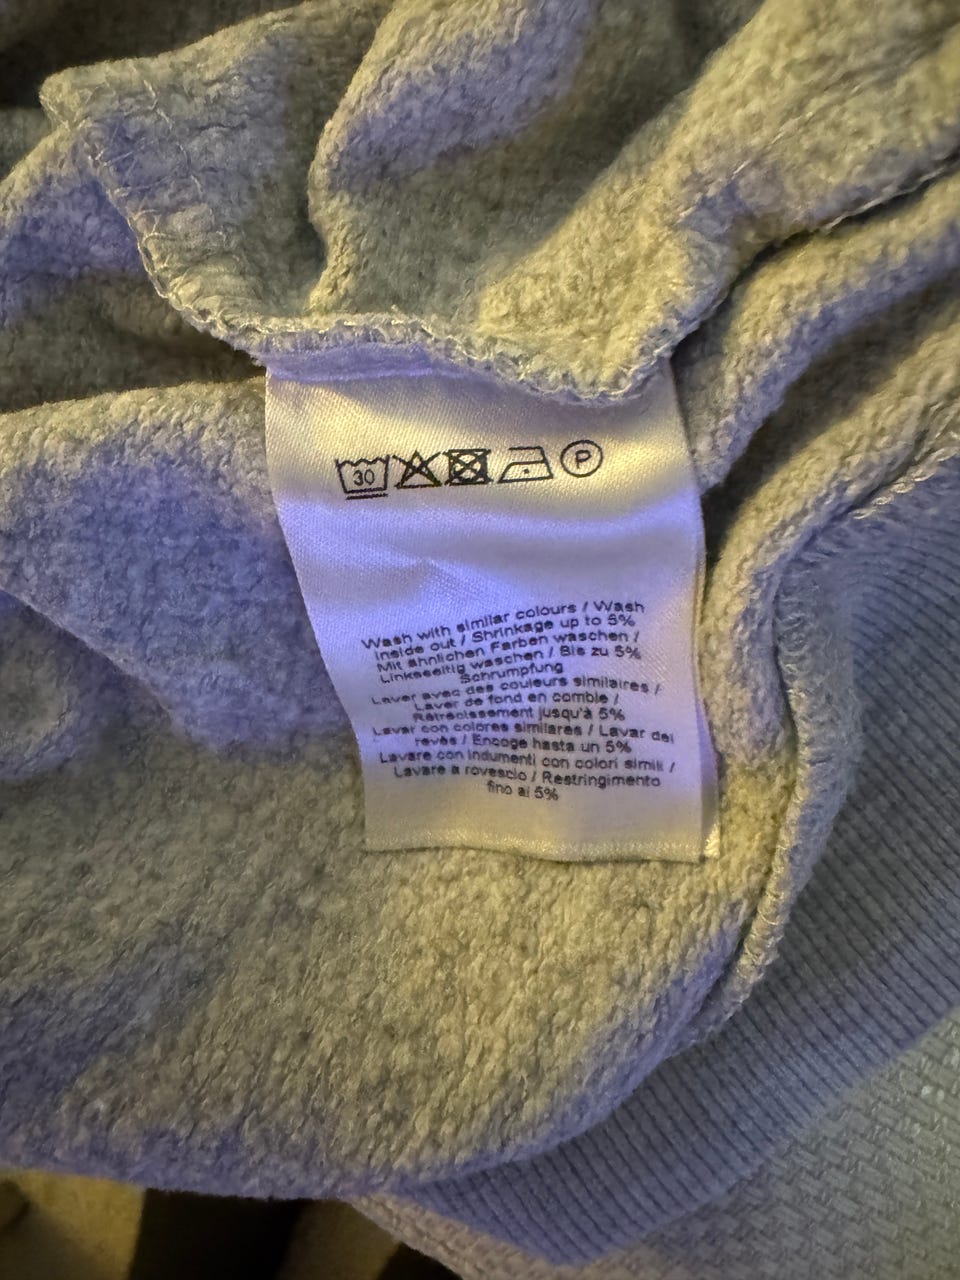 30 P
Wash with similar colours / Wash
inside out / Shrinkage up to 5%
Mit ähnlichen Farben waschen /
Linksseitig waschen / Bis zu 5%
Schrumpfung
Laver avec des couleurs similaires /
Laver de fond en comble /
Rétrécissement jusqu'à 5%
Lavar con colores similares / Lavar del
revés / Encoge hasta un 5%
Lavare con indumenti con colori simili /
Lavare a rovescio / Restringimento
fino al 5%